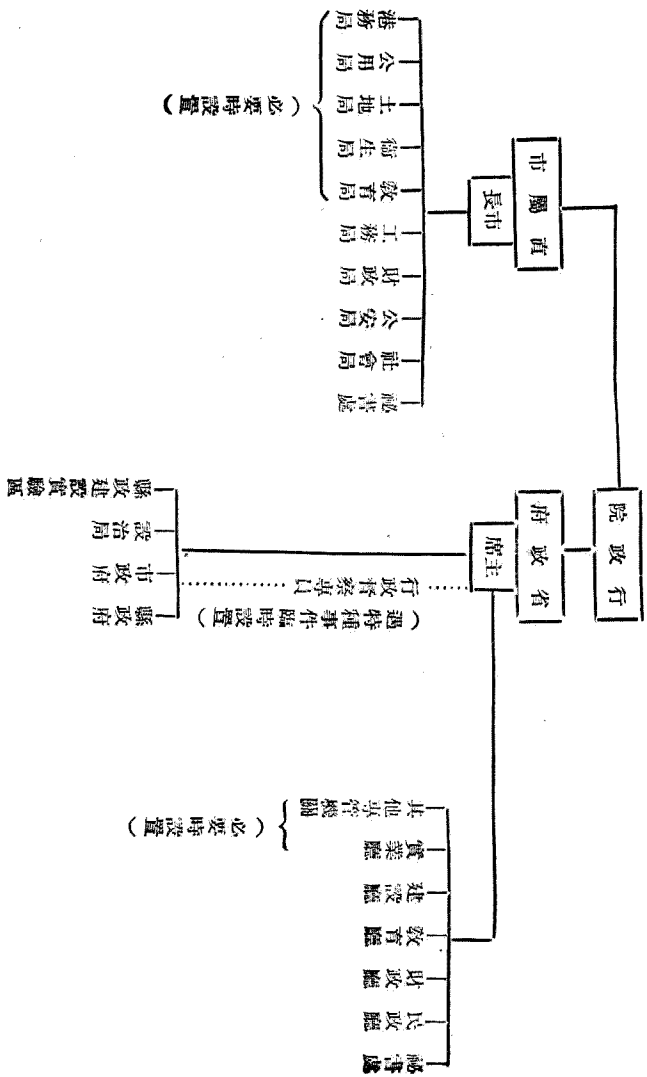 行政院
省政府
主席
祕書處
民政廳
財政廳
教育廳
建設廳
實業廳
其他專管機關
(必要時設置)
行政督察專員
(遇特種事件臨時設置)
縣政府
市政府
設治局
縣政建設實驗區
直屬市
市長
祕書處
社會局
公安局
財政局
工務局
教育局
衞生局
土地局
公用局
港務局
(必要時設置)